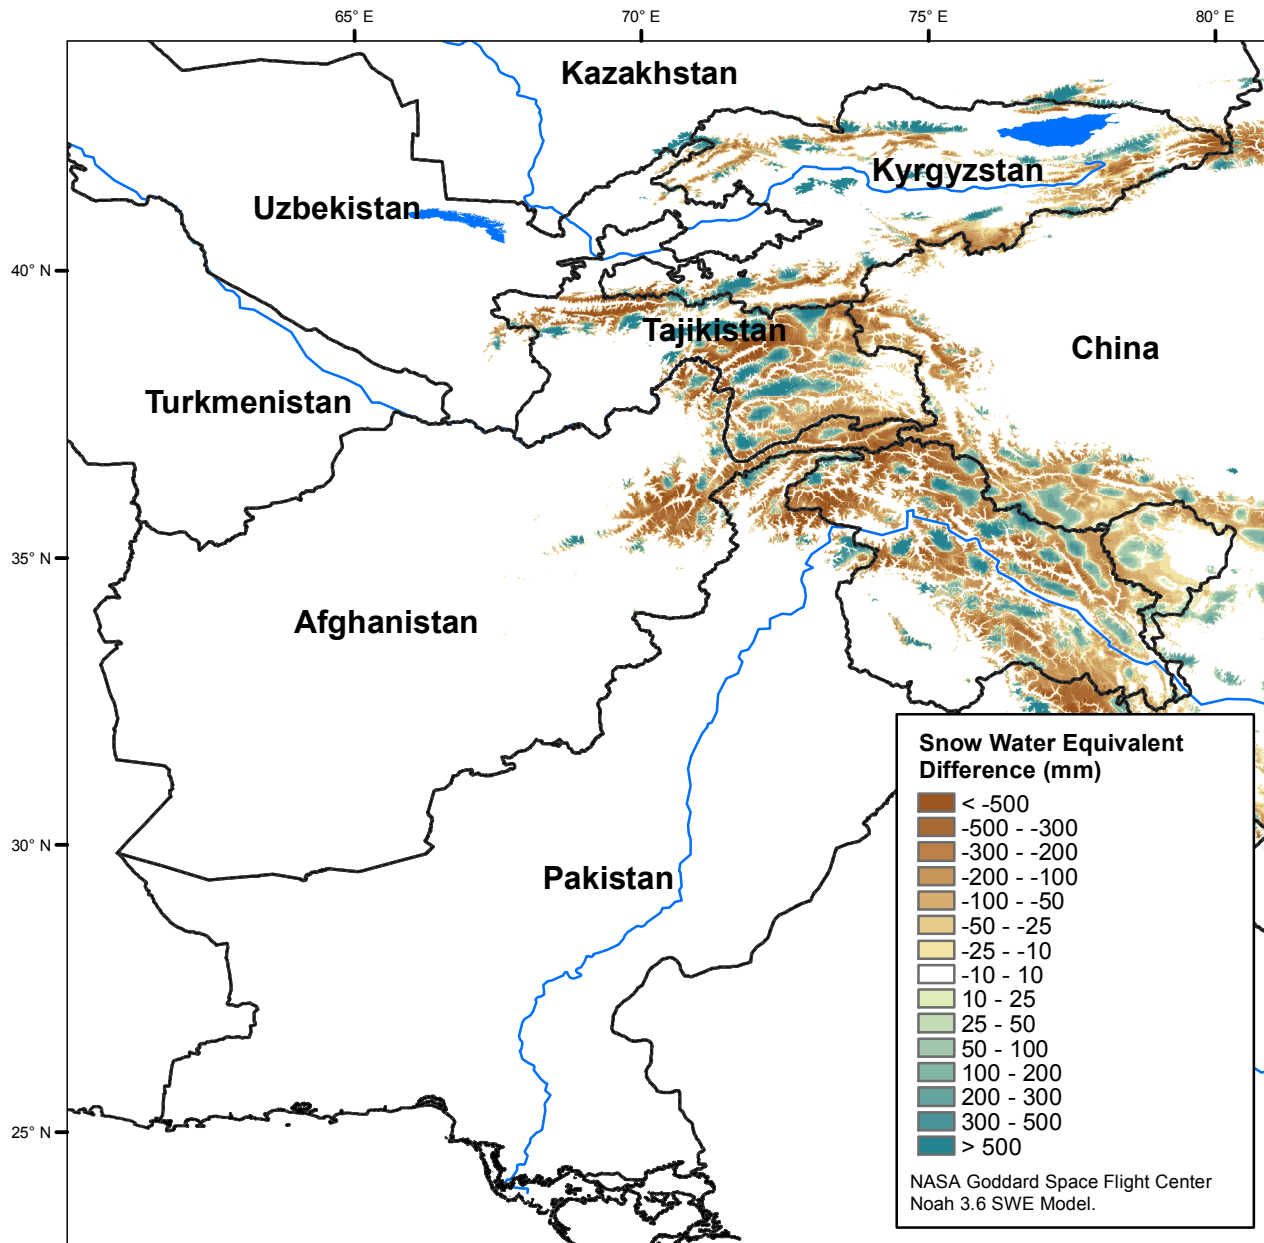 65° E
70° E
75° E
80° E
Kazakhstan
Kyrgyzstan
Uzbekistan
40° N
Tajikistan
China
Turkmenistan
35° N
Afghanistan
Snow Water Equivalent
Difference (mm)
< -500
-500 - -300
-300 - -200
-200 - -100
-100 - -50
-50 - -25
-25 - -10
-10 - 10
10 - 25
25 - 50
50 - 100
100 - 200
200 - 300
300 - 500
> 500
NASA Goddard Space Flight Center
Noah 3.6 SWE Model.
30° N
Pakistan
25° N